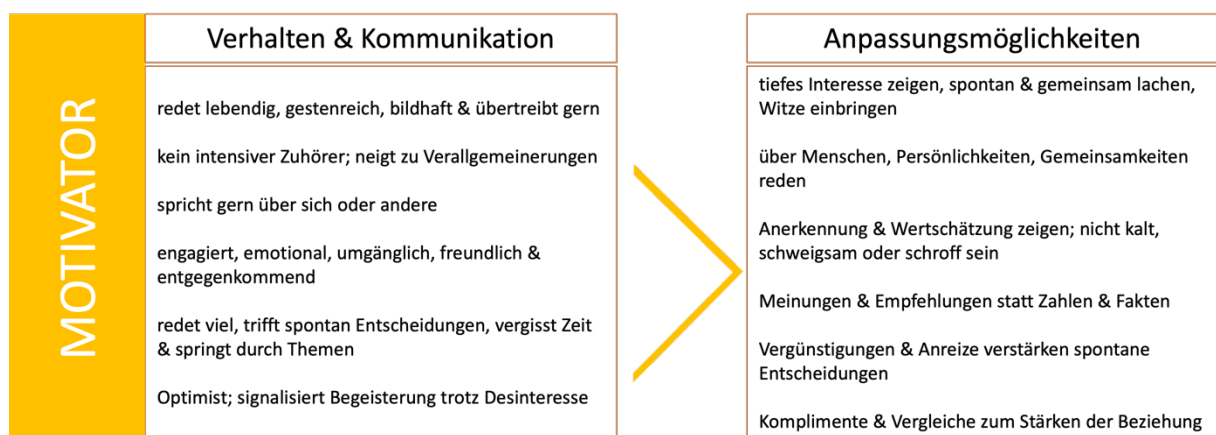 MOTIVATOR
Verhalten & Kommunikation
redet lebendig, gestenreich, bildhaft & übertreibt gern
kein intensiver Zuhörer; neigt zu Verallgemeinerungen
spricht gern über sich oder andere
engagiert, emotional, umgänglich, freundlich &
entgegenkommend
redet viel, trifft spontan Entscheidungen, vergisst Zeit
& springt durch Themen
Optimist; signalisiert Begeisterung trotz Desinteresse
Anpassungsmöglichkeiten
tiefes Interesse zeigen, spontan & gemeinsam lachen,
Witze einbringen
über Menschen, Persönlichkeiten, Gemeinsamkeiten
reden
Anerkennung & Wertschätzung zeigen; nicht kalt,
schweigsam oder schroff sein
Meinungen & Empfehlungen statt Zahlen & Fakten
Vergünstigungen & Anreize verstärken spontane
Entscheidungen
Komplimente & Vergleiche zum Stärken der Beziehung